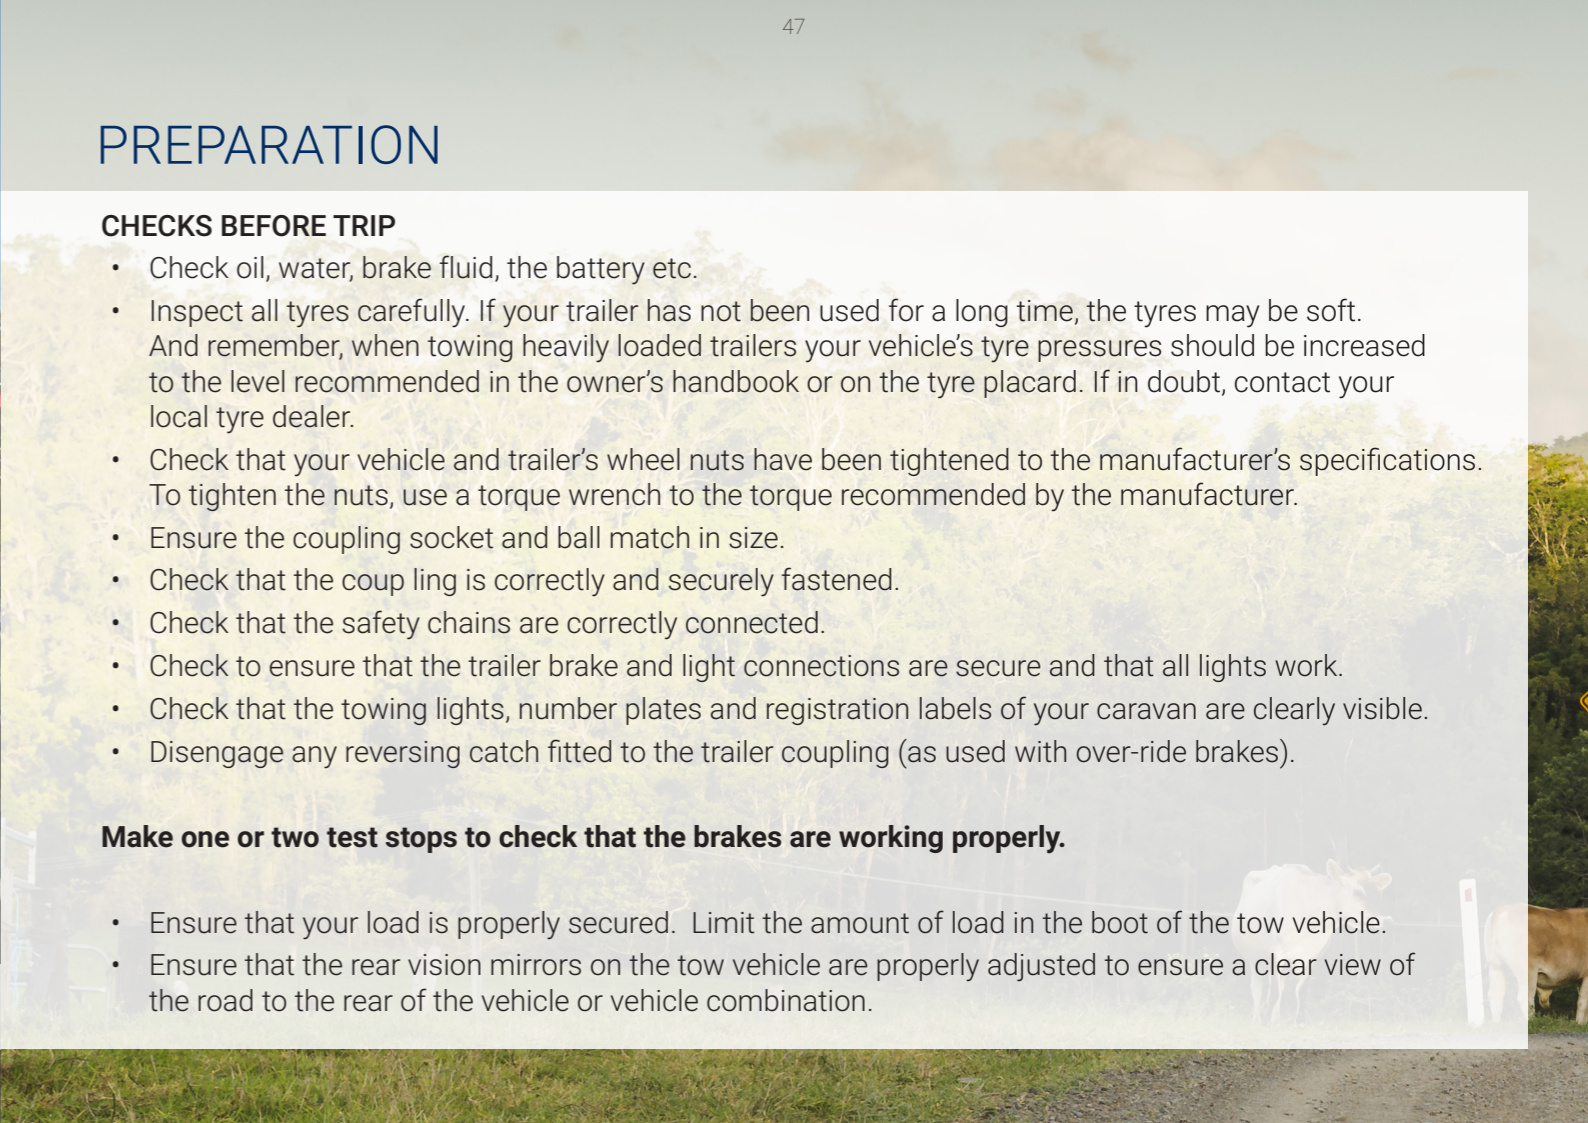 47
PREPARATION
CHECKS BEFORE TRIP
• Check oil, water, brake fluid, the battery etc.
• Inspect all tyres carefully. If your trailer has not been used for a long time, the tyres may be soft.
And remember, when towing heavily loaded trailers your vehicle’s tyre pressures should be increased
to the level recommended in the owner’s handbook or on the tyre placard. If in doubt, contact your
local tyre dealer.
• Check that your vehicle and trailer’s wheel nuts have been tightened to the manufacturer’s specifications.
To tighten the nuts, use a torque wrench to the torque recommended by the manufacturer.
• Ensure the coupling socket and ball match in size.
• Check that the coup ling is correctly and securely fastened.
• Check that the safety chains are correctly connected.
• Check to ensure that the trailer brake and light connections are secure and that all lights work.
• Check that the towing lights, number plates and registration labels of your caravan are clearly visible.
• Disengage any reversing catch fitted to the trailer coupling (as used with over-ride brakes).
Make one or two test stops to check that the brakes are working properly.
• Ensure that your load is properly secured.  Limit the amount of load in the boot of the tow vehicle.
• Ensure that the rear vision mirrors on the tow vehicle are properly adjusted to ensure a clear view of
the road to the rear of the vehicle or vehicle combination.